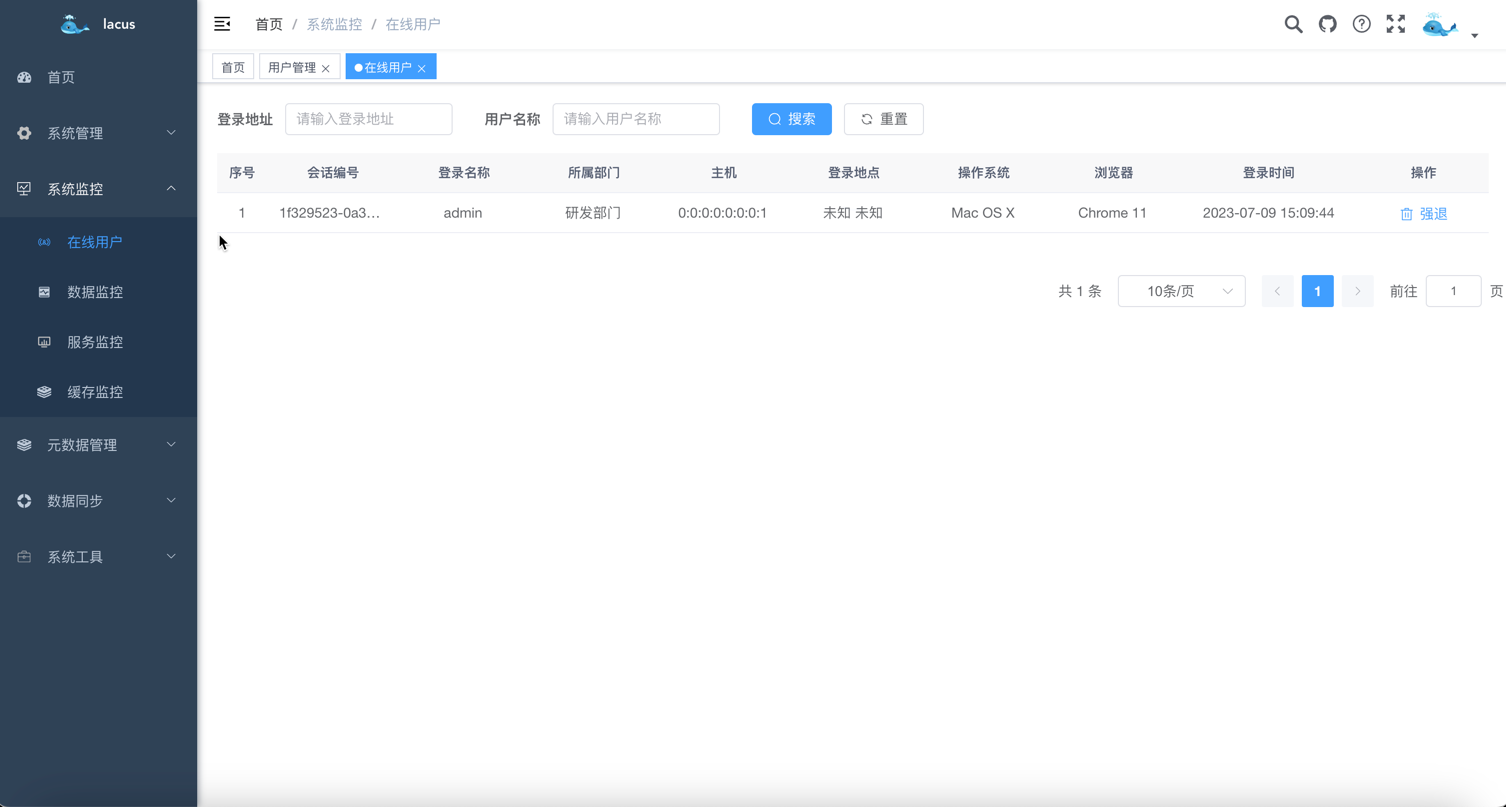 lacus
首页
系统管理
系统监控
在线用户
数据监控
服务监控
缓存监控
元数据管理
数据同步
系统工具
首页 / 系统监控 / 在线用户
首页 用户管理 在线用户
登录地址 请输入登录地址 用户名称 请输入用户名称 搜索 重置
序号 会话编号 登录名称 所属部门 主机 登录地点 操作系统 浏览器 登录时间 操作
1 1f329523-0a3... admin 研发部门 0:0:0:0:0:0:0:1 未知 未知 Mac OS X Chrome 11 2023-07-09 15:09:44 强退
共 1 条 10条/页 1 前往 1 页